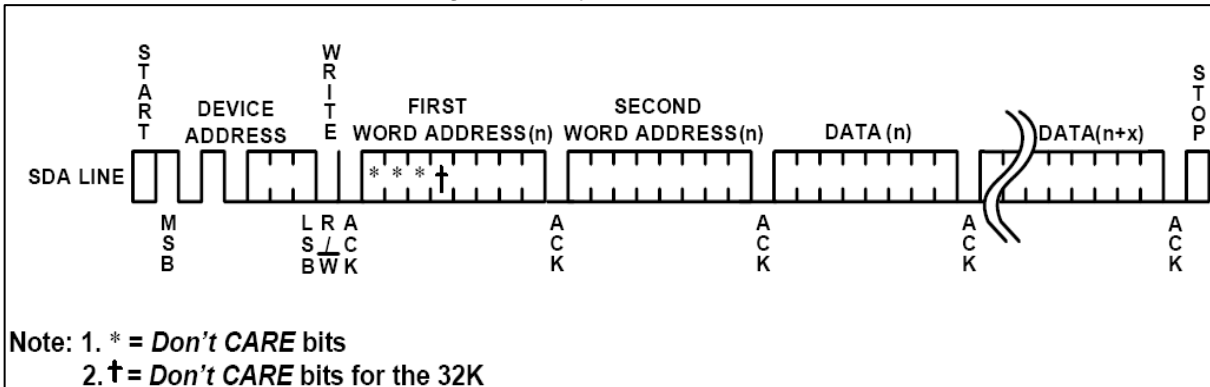 START
WRITE
STOP
DEVICE
ADDRESS
FIRST
WORD ADDRESS(n)
SECOND
WORD ADDRESS(n)
DATA (n)
DATA(n+x)
SDA LINE
* * * †
MSB
LSB
R/W
ACK
ACK
ACK
ACK
ACK
Note: 1. * = Don't CARE bits
2. † = Don't CARE bits for the 32K